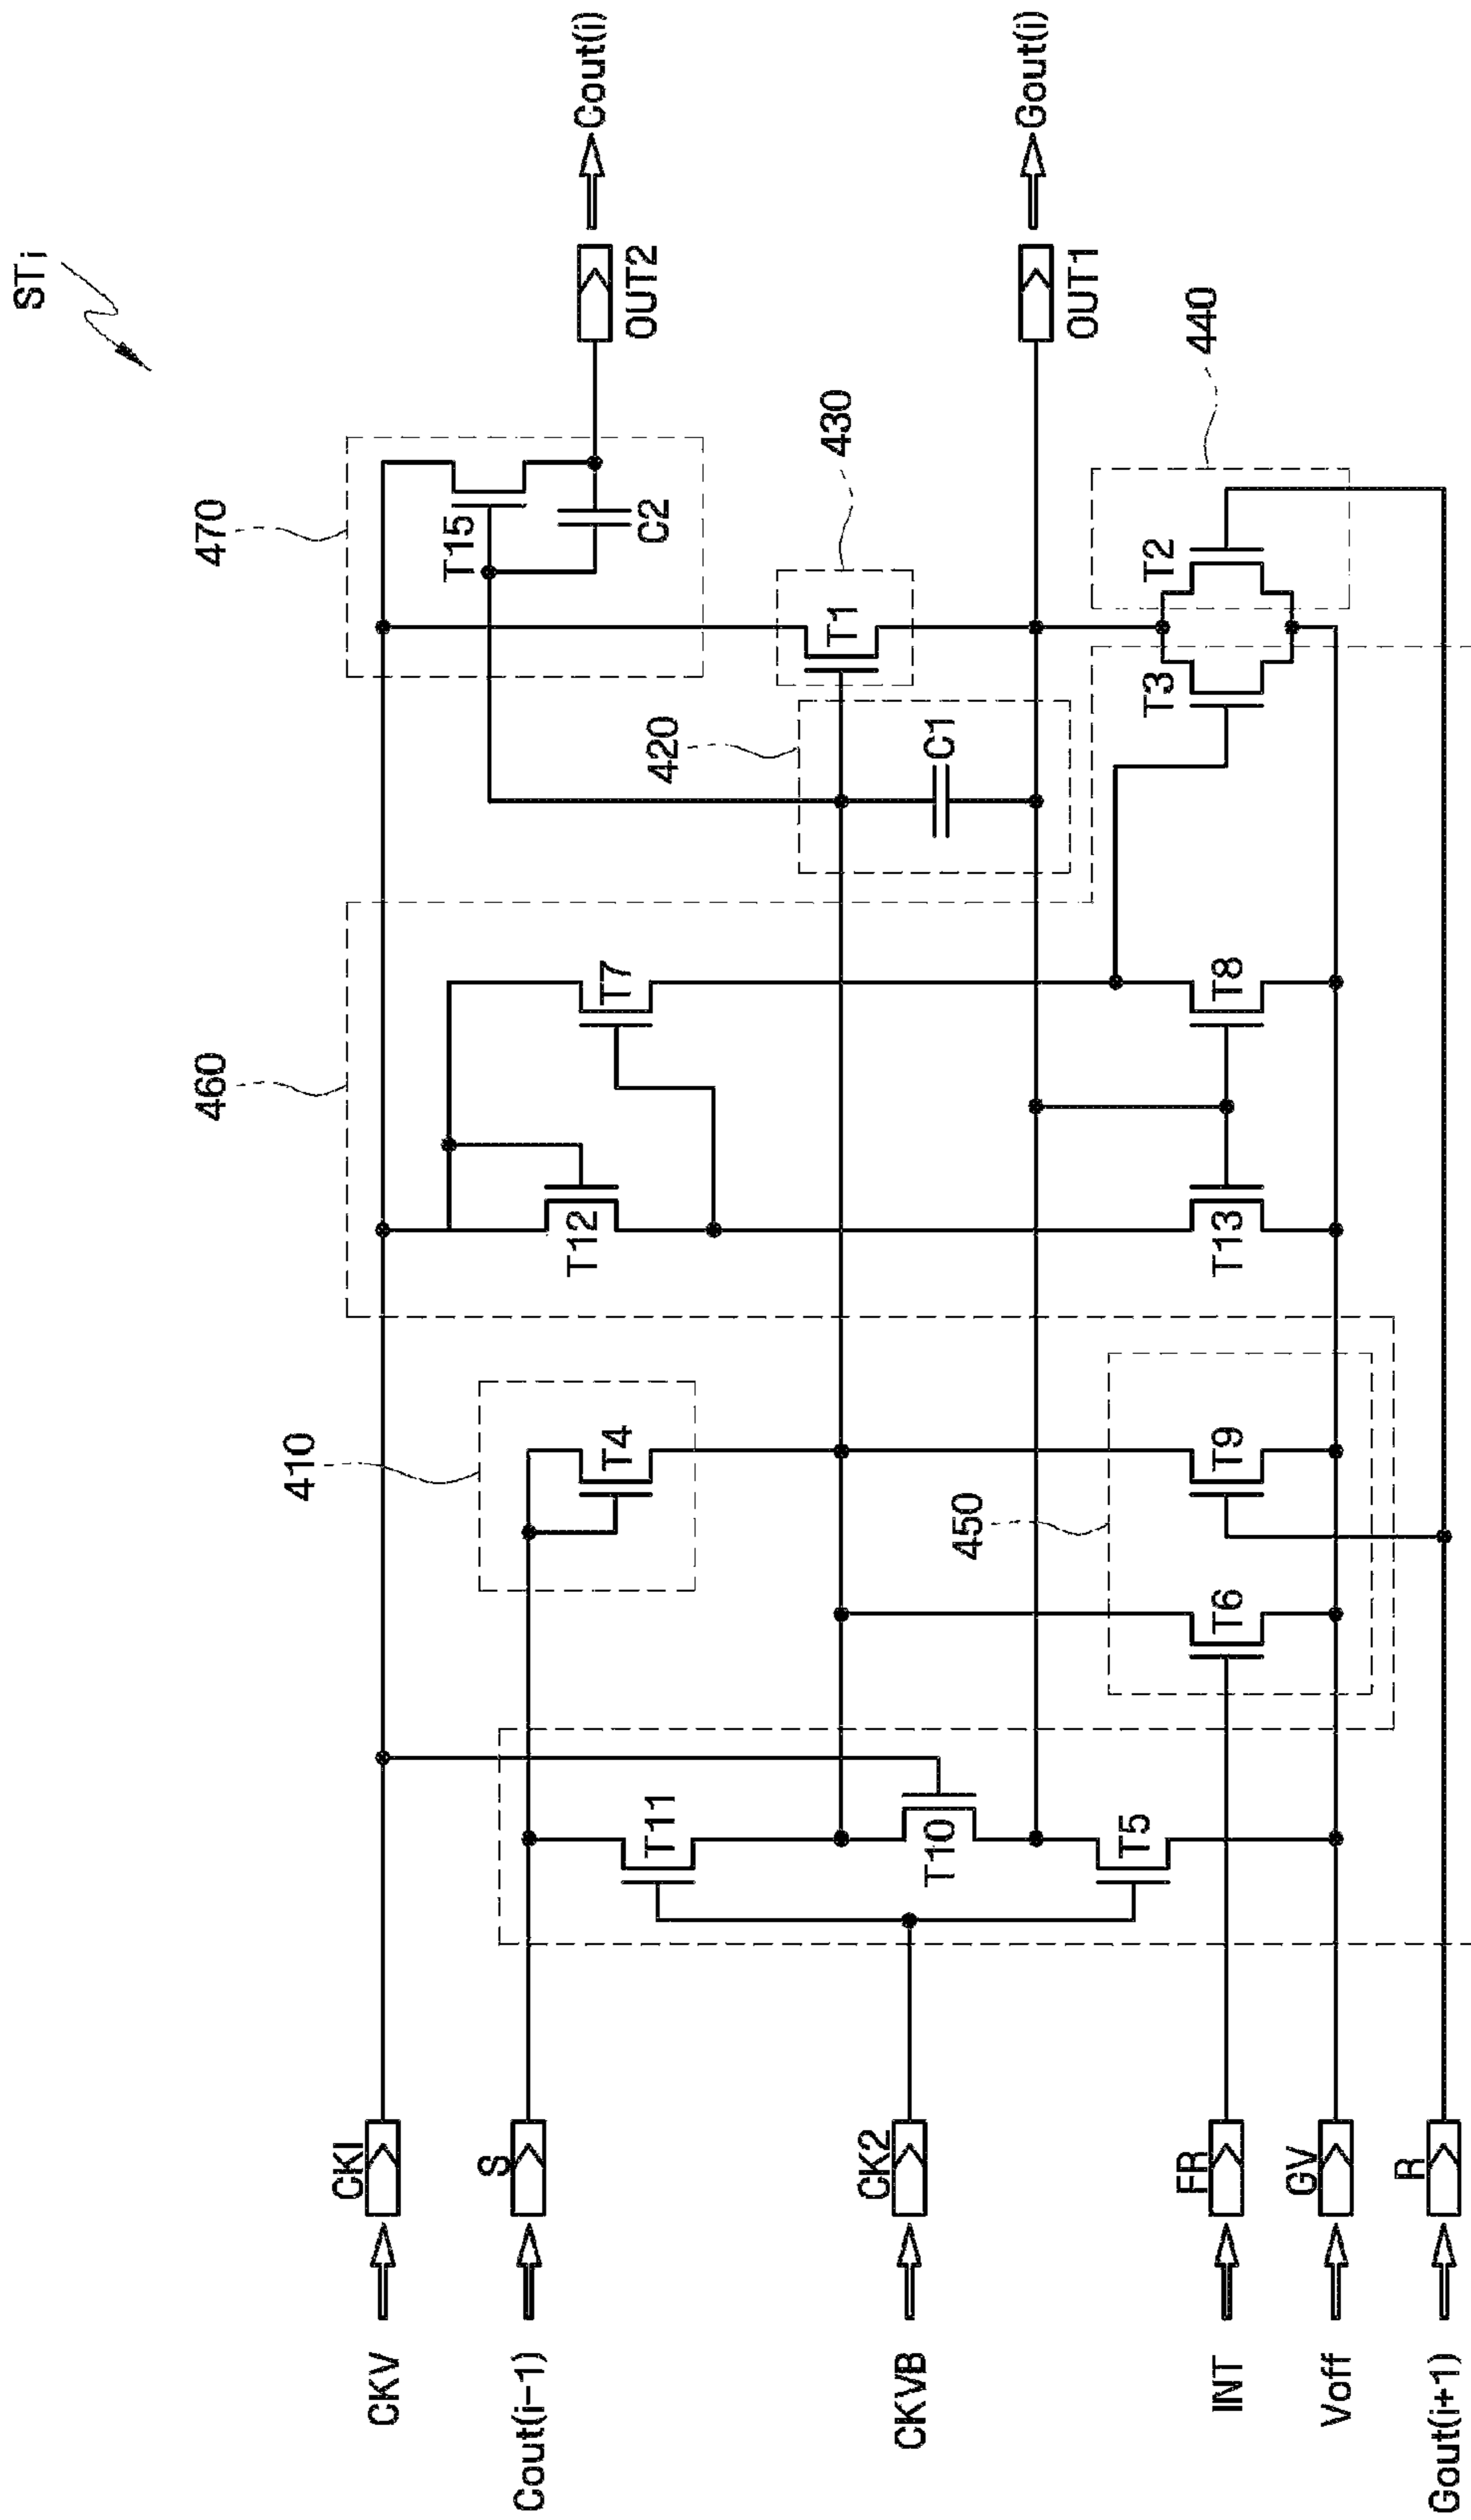 STi
470
T15
C2
OUT2
Cout(i)
430
T1
420
C1
OUT1
Gout(i)
440
T2
T3
460
T7
T12
T8
T13
410
T4
450
T9
T6
T11
T10
T5
CKV
CKI
Cout(i-1)
S
CKVB
CK2
INT
FR
Voff
GV
Gout(i+1)
R